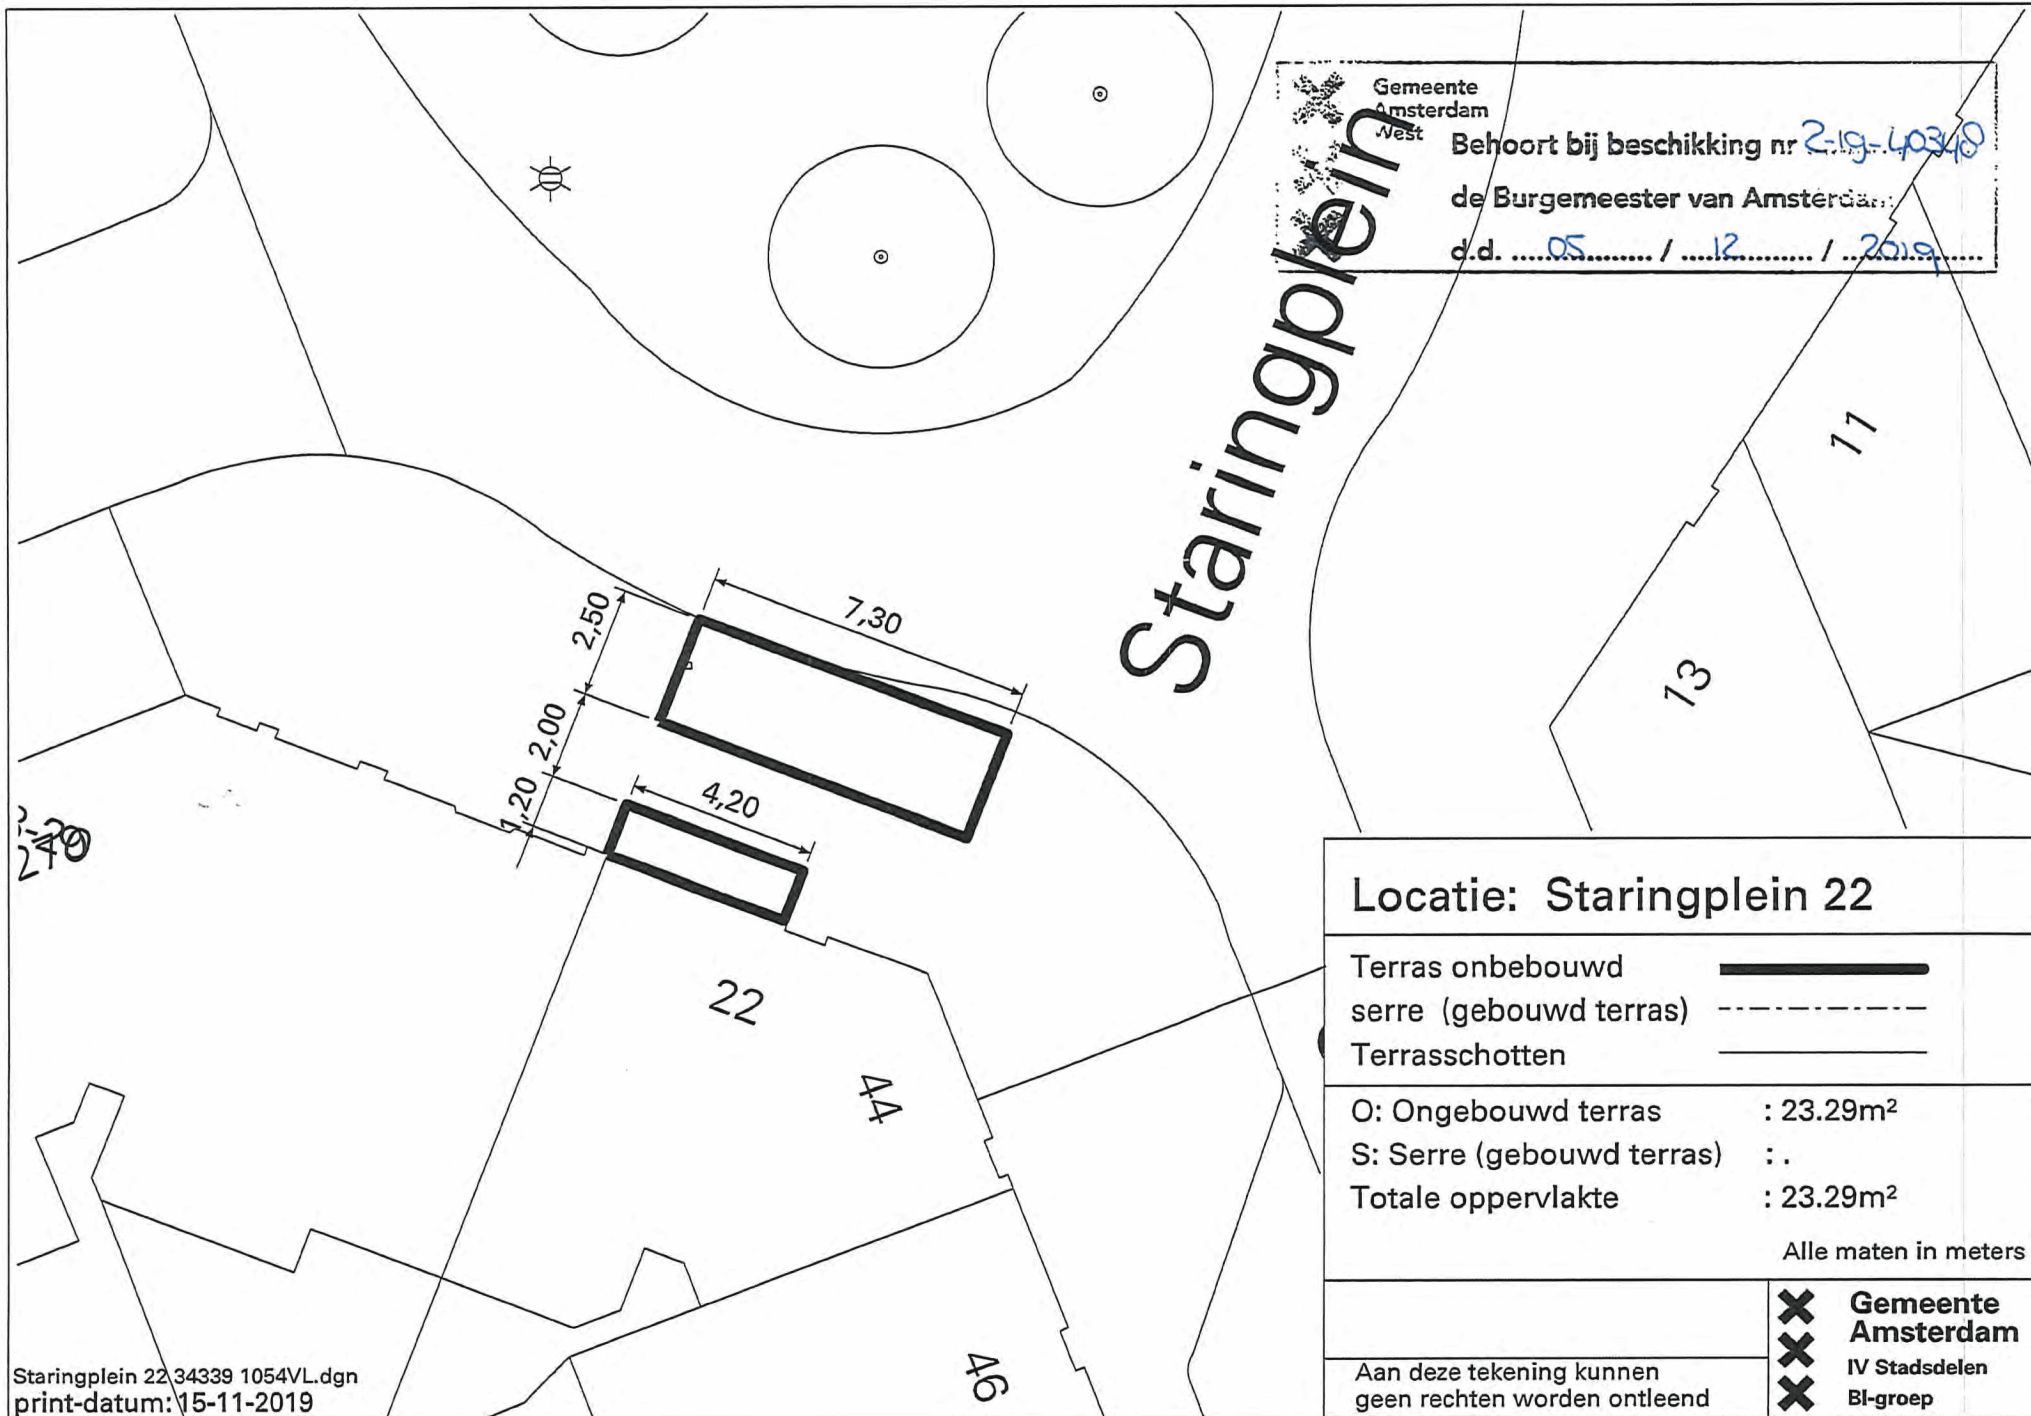 Gemeente
Amsterdam
West
Behoort bij beschikking nr Z-19-40348
de Burgemeester van Amsterdam
d.d. 05 / 12 / 2019
Staringplein
11
13
7,30
2,50
2,00
1,20
4,20
22
44
46
Locatie: Staringplein 22
Terras onbebouwd
serre (gebouwd terras)
Terrasschotten
O: Ongebouwd terras : 23.29m²
S: Serre (gebouwd terras) : .
Totale oppervlakte : 23.29m²
Alle maten in meters
Gemeente
Amsterdam
IV Stadsdelen
BI-groep
Aan deze tekening kunnen
geen rechten worden ontleend
Staringplein 22 34339 1054VL.dgn
print-datum: 15-11-2019